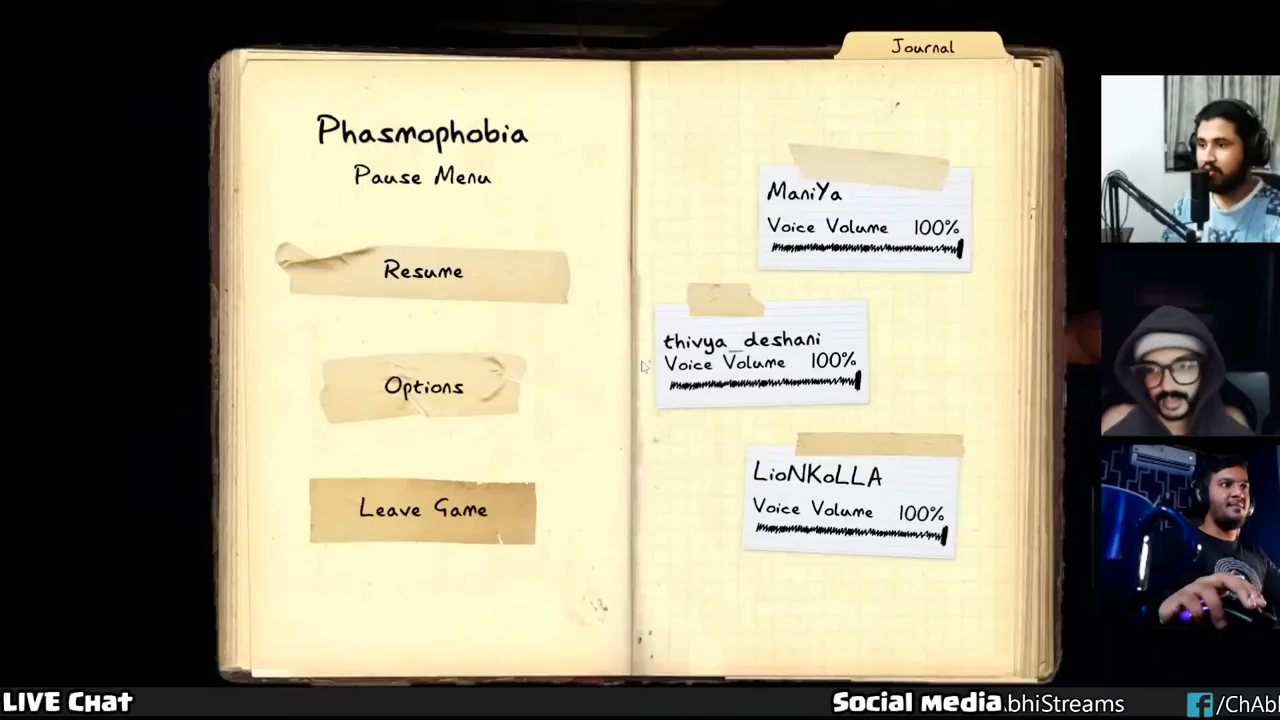 Journal
Phasmophobia
Pause Menu
Resume
Options
Leave Game
ManiYa
Voice Volume 100%
thivya_deshani
Voice Volume 100%
LioNKoLLA
Voice Volume 100%
LIVE Chat
Social Media .bhiStreams
/ChAbl